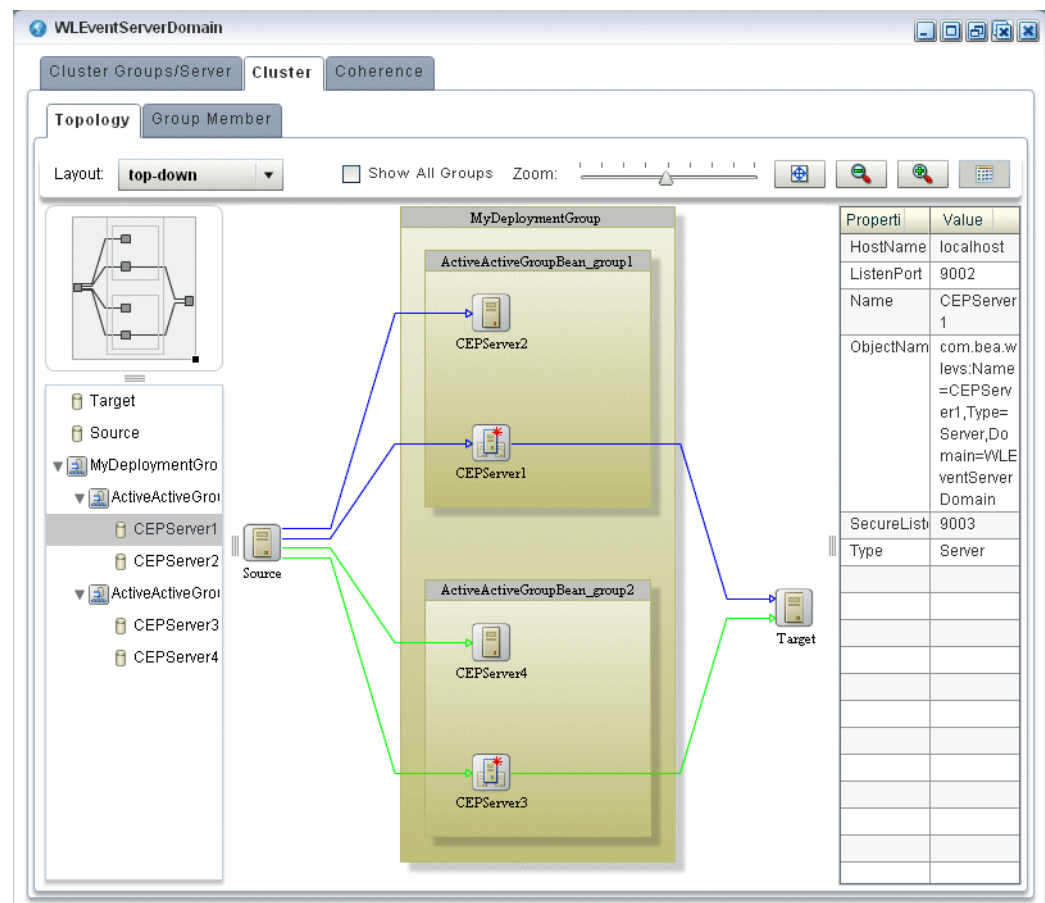 WLEventServerDomain
Cluster Groups/Server Cluster Coherence
Topology Group Member
Layout: top-down Show All Groups Zoom:
Target
Source
MyDeploymentGro
ActiveActiveGrou
CEPServer1
CEPServer2
ActiveActiveGrou
CEPServer3
CEPServer4
Source
MyDeploymentGroup
ActiveActiveGroupBean_group1
CEPServer2
CEPServer1
ActiveActiveGroupBean_group2
CEPServer4
CEPServer3
Target
Properti Value
HostName localhost
ListenPort 9002
Name CEPServer
1
ObjectNam com.bea.w
levs:Name
=CEPServ
er1,Type=
Server,Do
main=WLE
ventServer
Domain
SecureListe 9003
Type Server